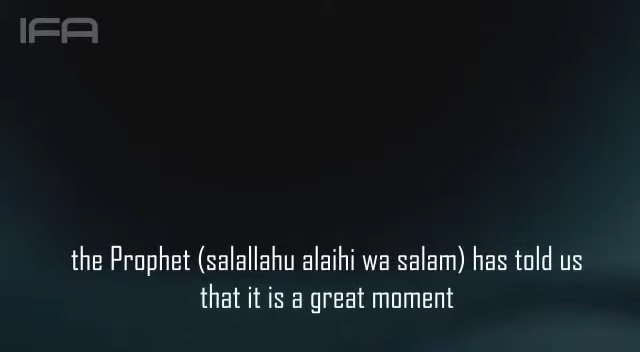 IFA
the Prophet (salallahu alaihi wa salam) has told us
that it is a great moment